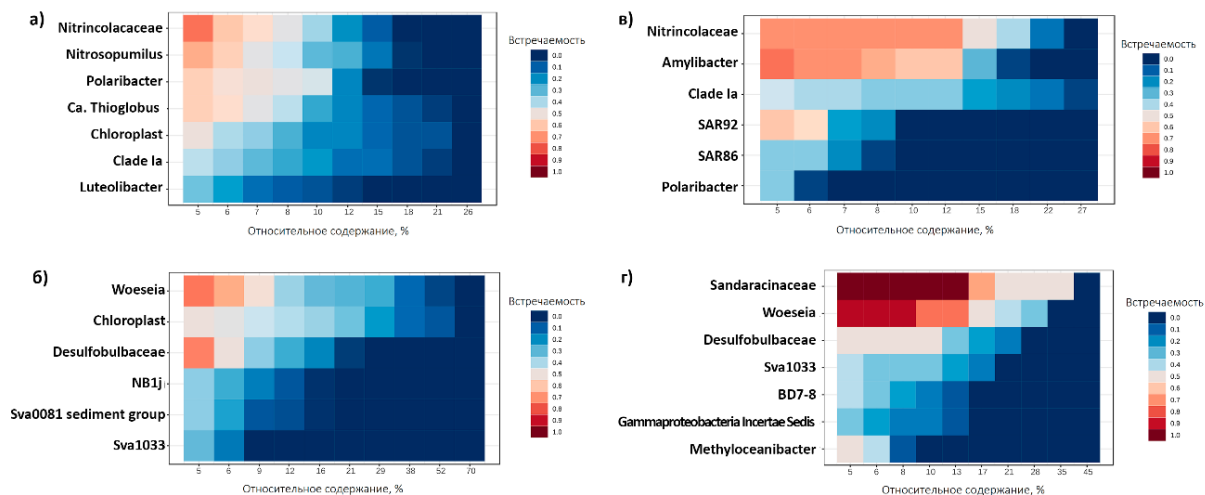 а)
Nitrincolacaceae
Nitrosopumilus
Polaribacter
Ca. Thioglobus
Chloroplast
Clade Ia
Luteolibacter
5 6 7 8 10 12 15 18 21 26
Относительное содержание, %
Встречаемость
0.0
0.1
0.2
0.3
0.4
0.5
0.6
0.7
0.8
0.9
1.0
в)
Nitrincolaceae
Amylibacter
Clade Ia
SAR92
SAR86
Polaribacter
5 6 7 8 10 12 15 18 22 27
Относительное содержание, %
Встречаемость
0.0
0.1
0.2
0.3
0.4
0.5
0.6
0.7
0.8
0.9
1.0
б)
Woeseia
Chloroplast
Desulfobulbaceae
NB1j
Sva0081 sediment group
Sva1033
5 6 9 12 16 21 29 38 52 70
Относительное содержание, %
Встречаемость
0.0
0.1
0.2
0.3
0.4
0.5
0.6
0.7
0.8
0.9
1.0
г)
Sandaracinaceae
Woeseia
Desulfobulbaceae
Sva1033
BD7-8
Gammaproteobacteria Incertae Sedis
Methyloceanibacter
5 6 8 10 13 17 21 28 35 45
Относительное содержание, %
Встречаемость
0.0
0.1
0.2
0.3
0.4
0.5
0.6
0.7
0.8
0.9
1.0